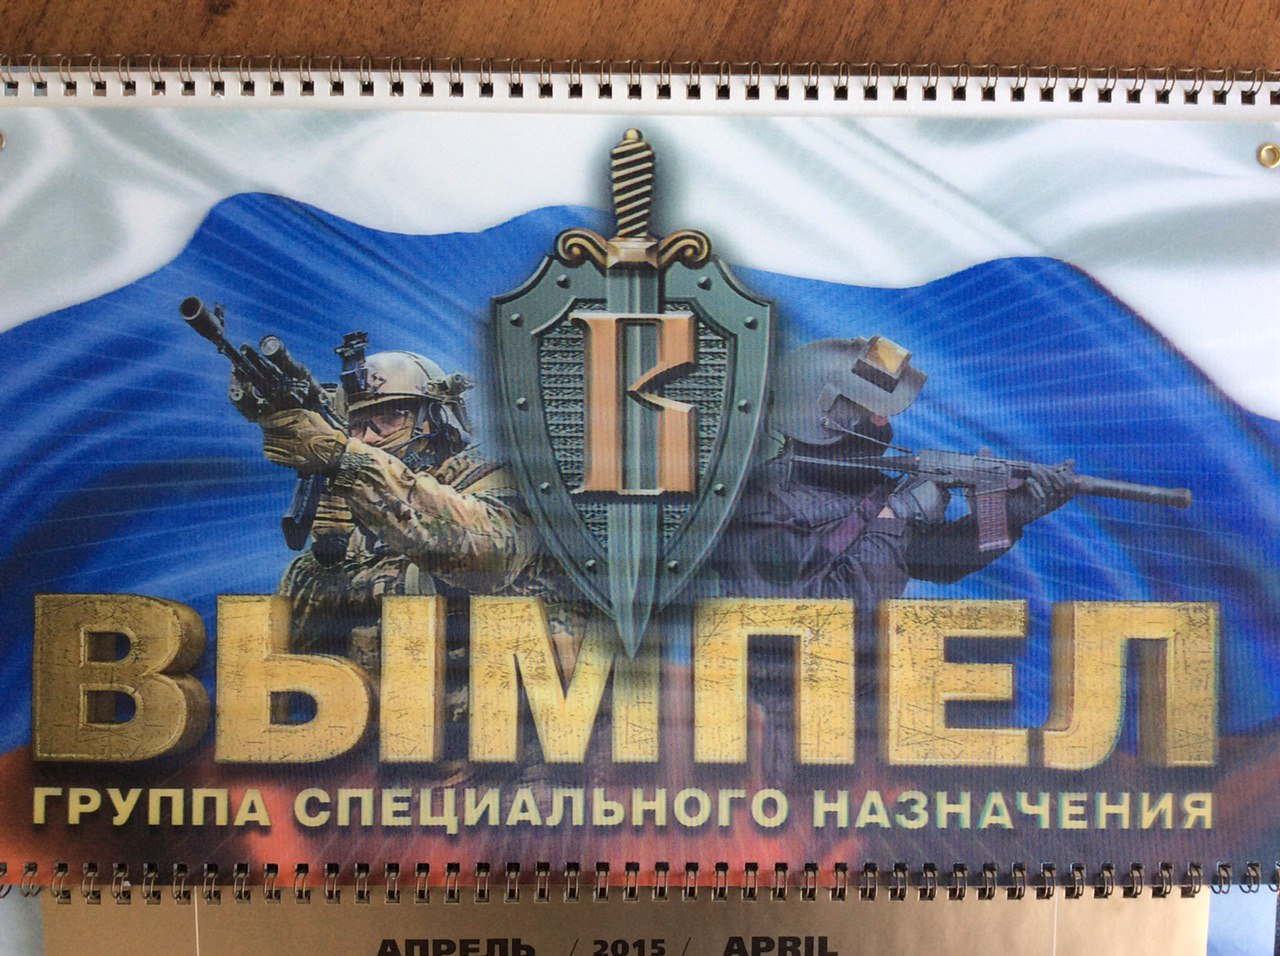 В
ВЫМПЕЛ
ГРУППА СПЕЦИАЛЬНОГО НАЗНАЧЕНИЯ
АПРЕЛЬ / 2015 / APRIL